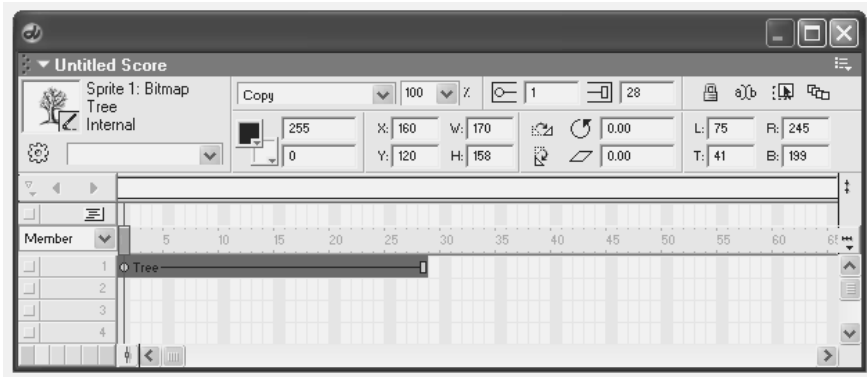 Untitled Score
Sprite 1: Bitmap
Tree
Internal
Copy 100 % 1 28
255 X: 160 W: 170 0.00 L: 75 R: 245
0 Y: 120 H: 158 0.00 T: 41 B: 199
Member 5 10 15 20 25 30 35 40 45 50 55 60 65
1 Tree
2
3
4